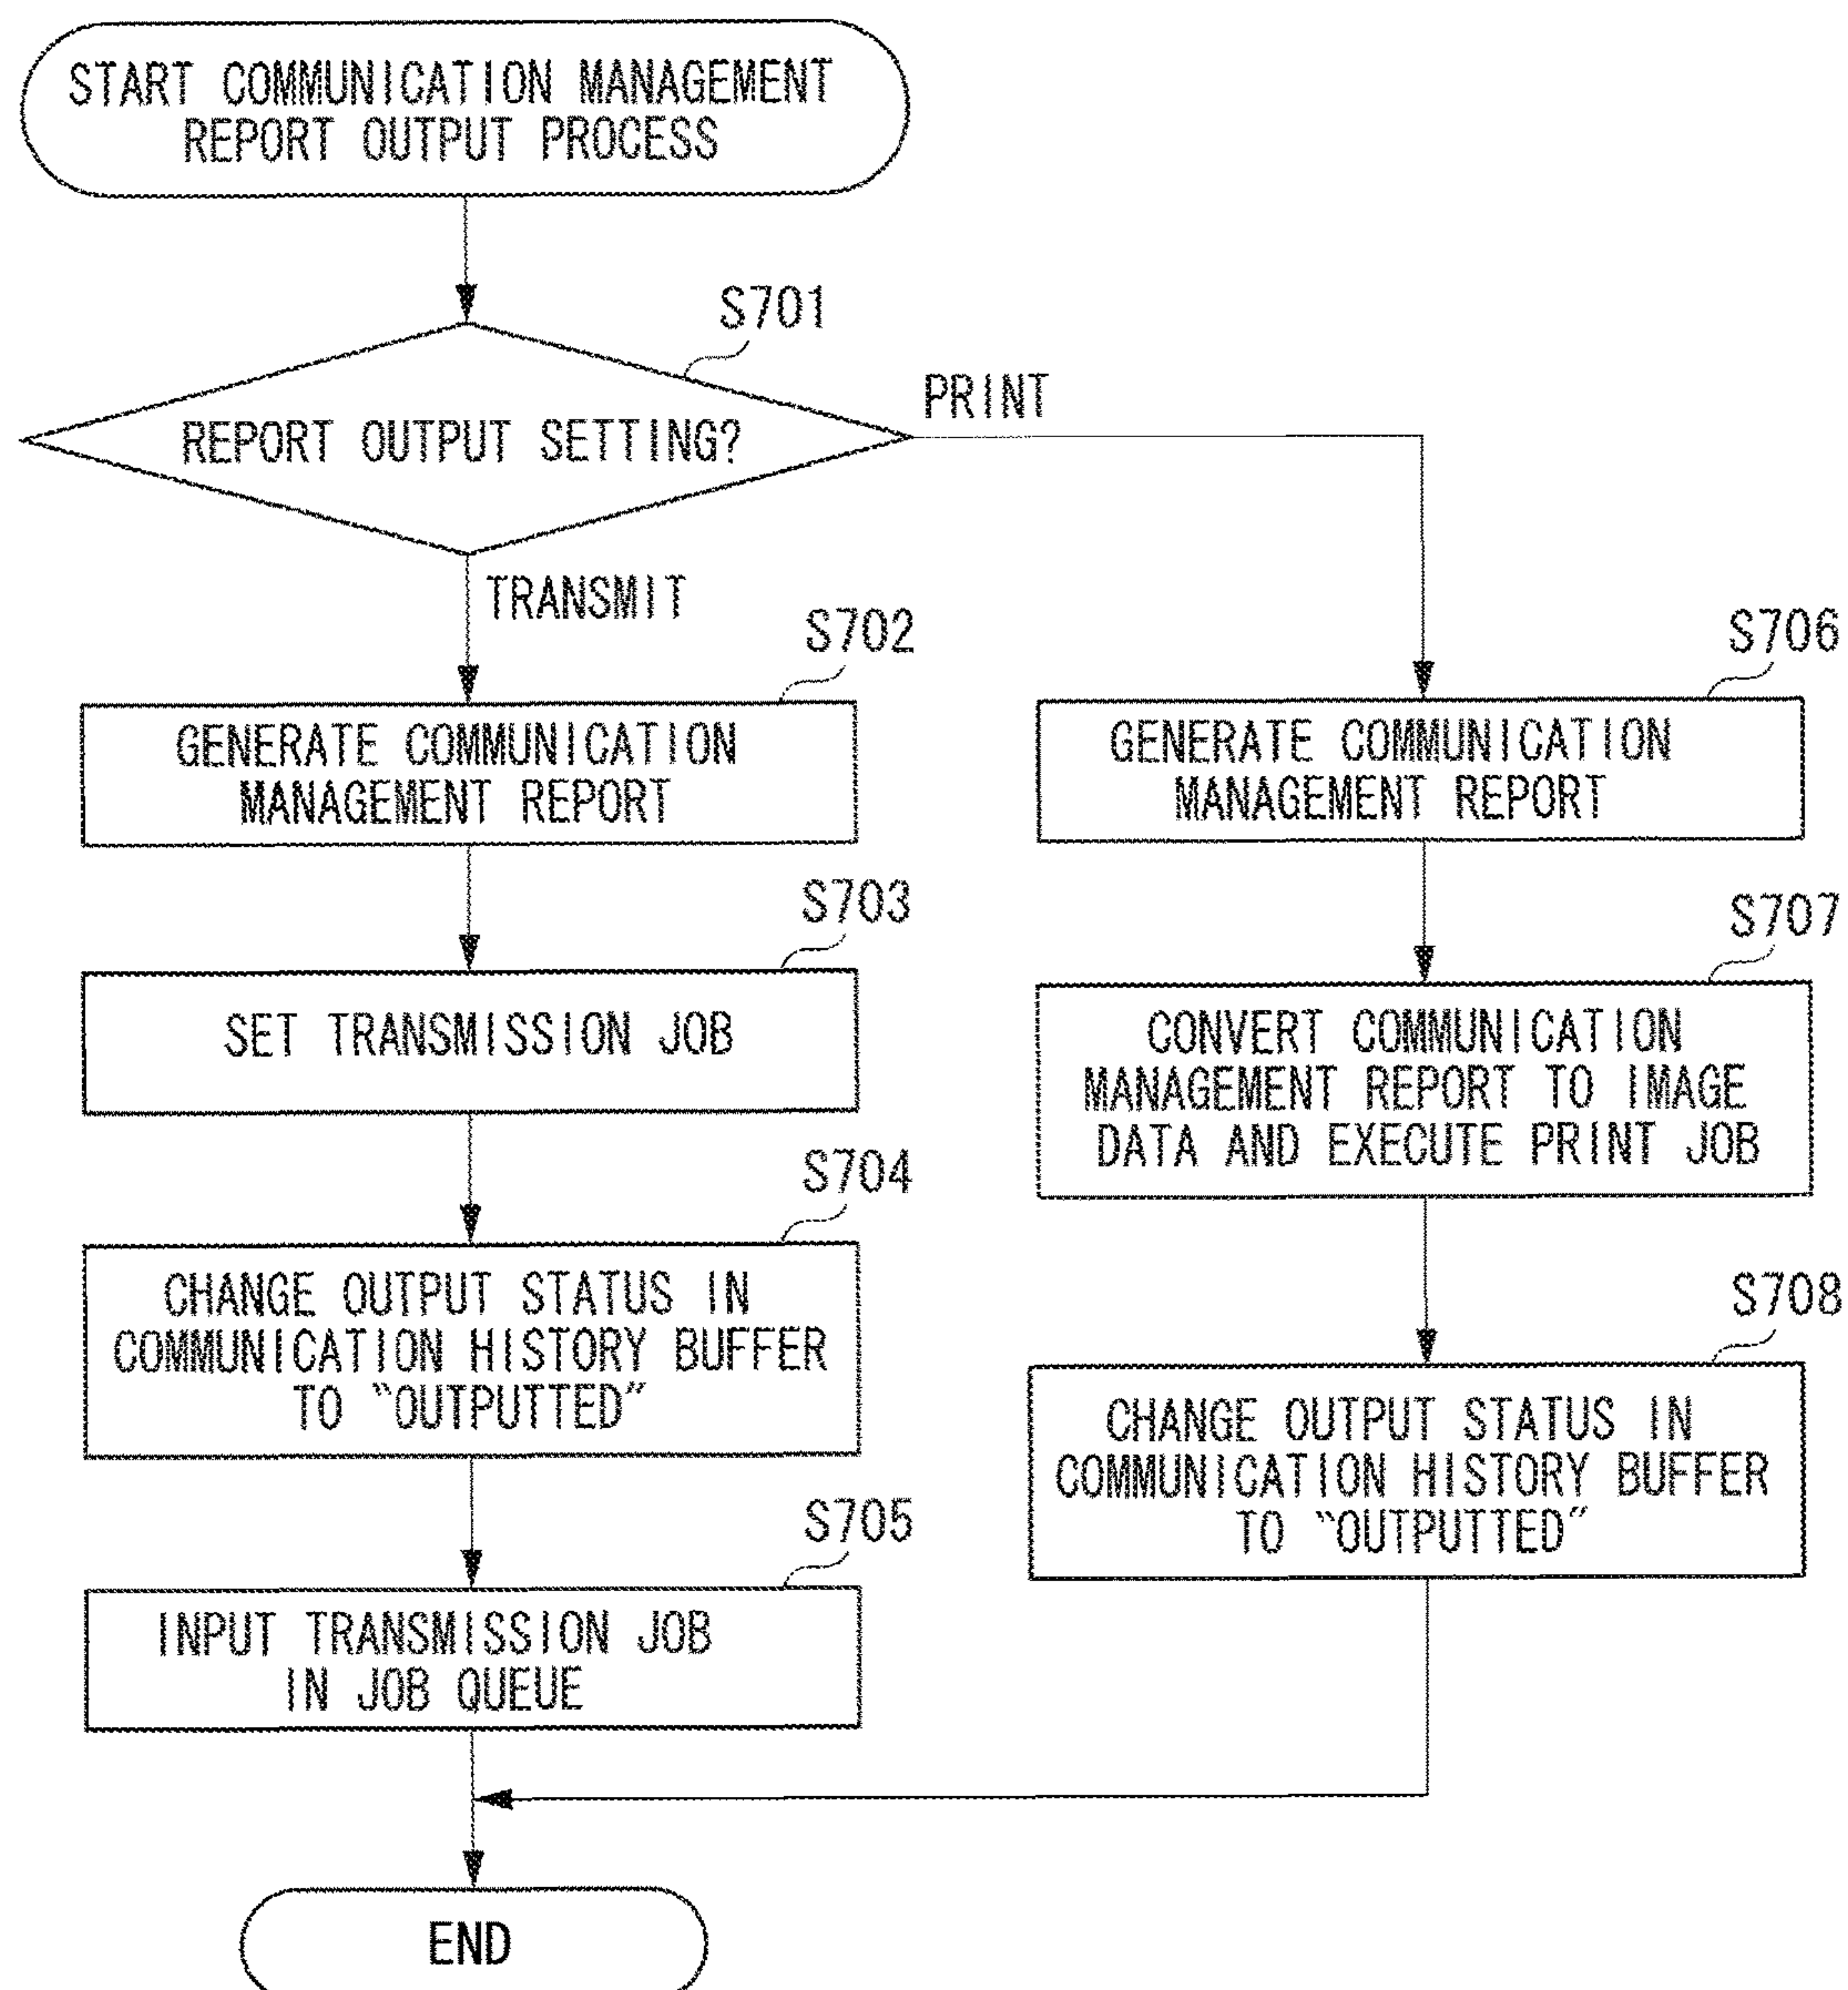 START COMMUNICATION MANAGEMENT
REPORT OUTPUT PROCESS
S701
REPORT OUTPUT SETTING?
PRINT
TRANSMIT
S702
GENERATE COMMUNICATION
MANAGEMENT REPORT
S703
SET TRANSMISSION JOB
S704
CHANGE OUTPUT STATUS IN
COMMUNICATION HISTORY BUFFER
TO “OUTPUTTED”
S705
INPUT TRANSMISSION JOB
IN JOB QUEUE
S706
GENERATE COMMUNICATION
MANAGEMENT REPORT
S707
CONVERT COMMUNICATION
MANAGEMENT REPORT TO IMAGE
DATA AND EXECUTE PRINT JOB
S708
CHANGE OUTPUT STATUS IN
COMMUNICATION HISTORY BUFFER
TO “OUTPUTTED”
END